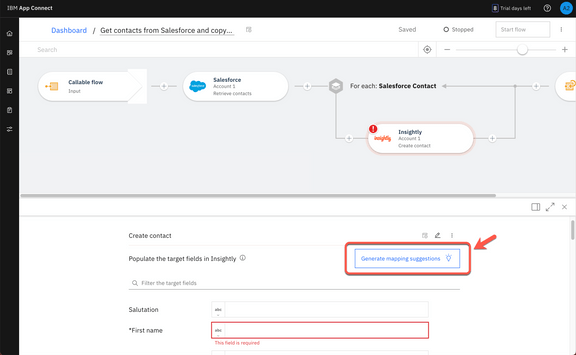 IBM App Connect
Trial days left
AZ
Dashboard / Get contacts from Salesforce and copy…
Saved
Stopped
Start flow
Search
Callable flow
Input
Salesforce
Account 1
Retrieve contacts
For each: Salesforce Contact
Insightly
Account 1
Create contact
insightly
Create contact
Populate the target fields in Insightly
Generate mapping suggestions
Filter the target fields
Salutation
abc
*First name
abc
This field is required